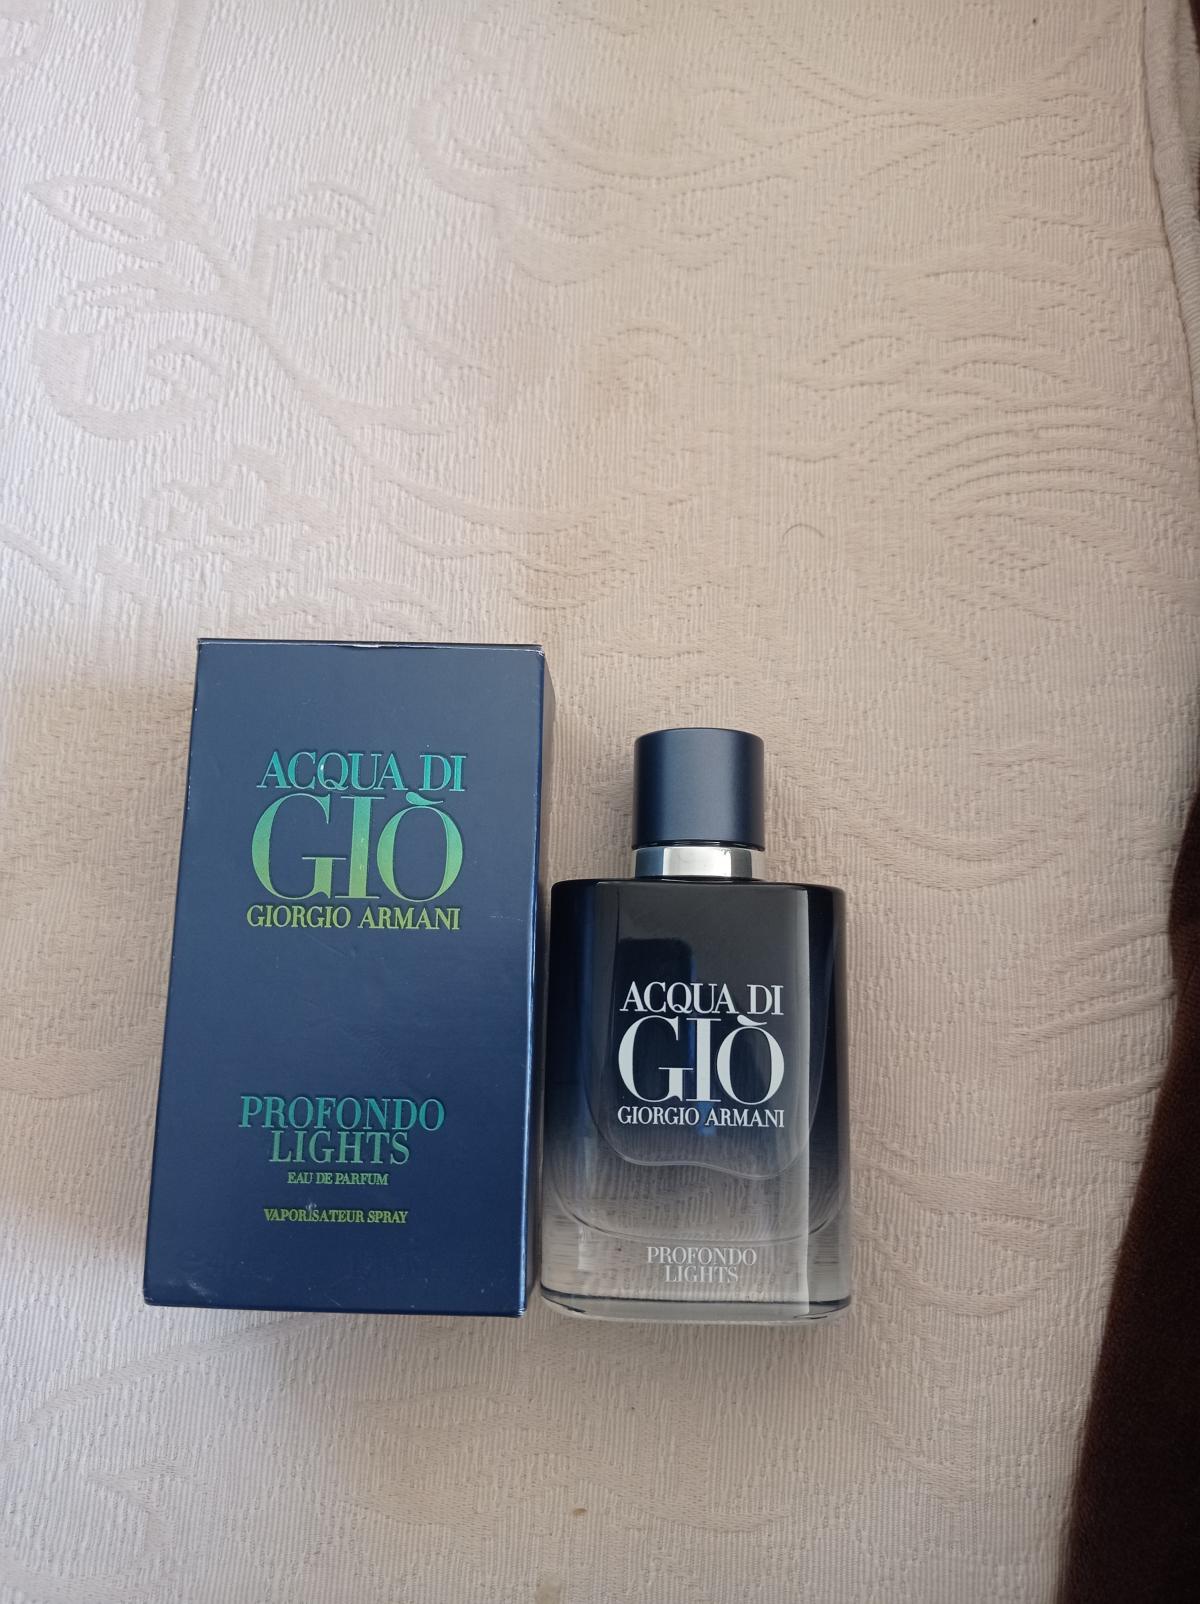 ACQUA DI
GIÒ
GIORGIO ARMANI
PROFONDO
LIGHTS
EAU DE PARFUM
VAPORISATEUR SPRAY
ACQUA DI
GIÒ
GIORGIO ARMANI
PROFONDO
LIGHTS